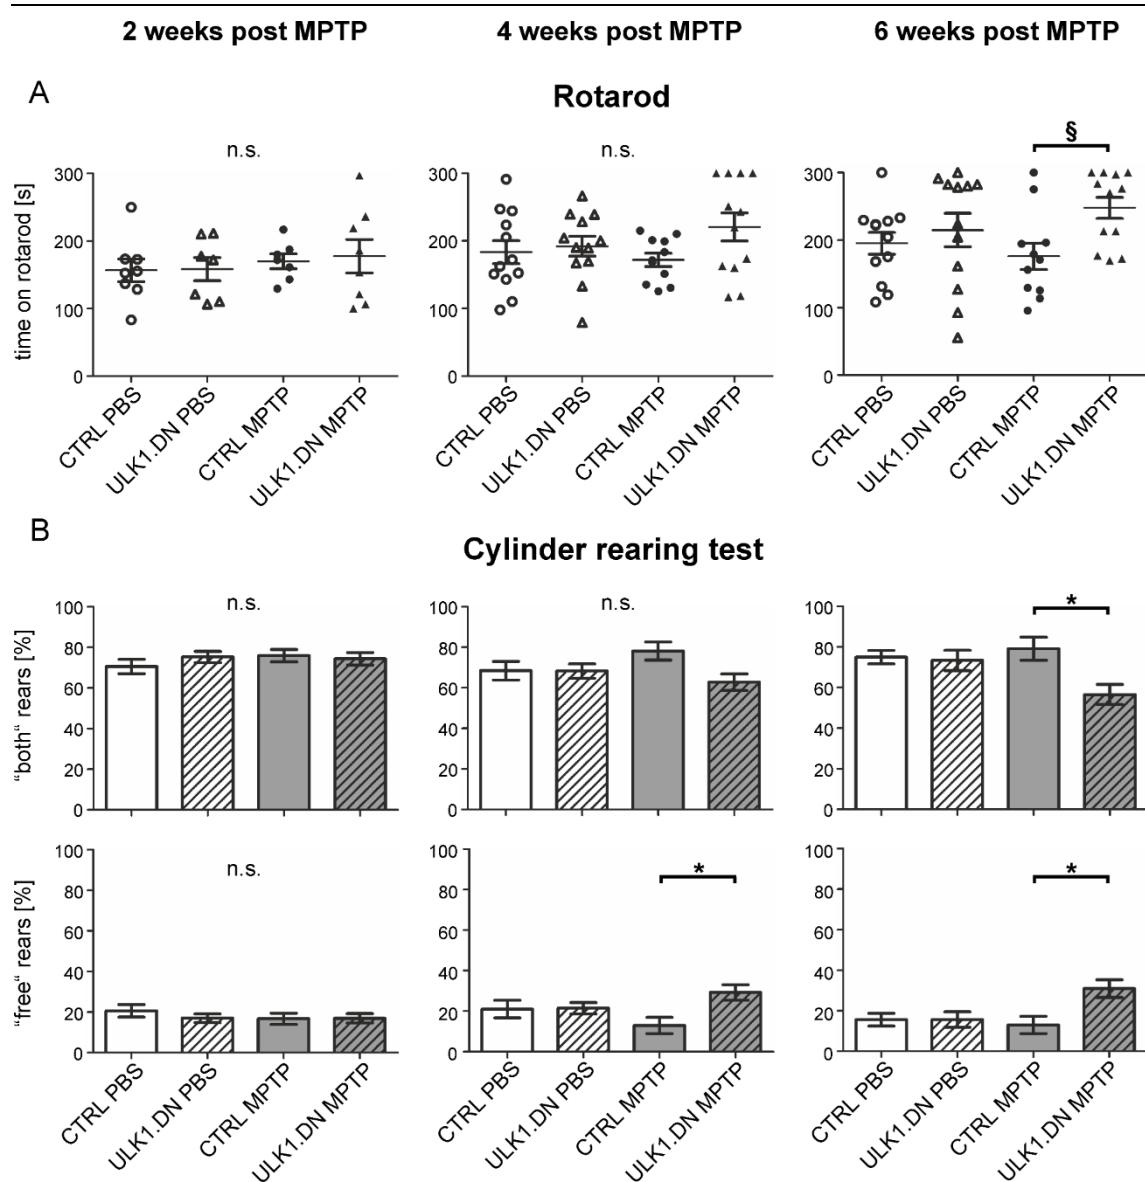 2 weeks post MPTP 4 weeks post MPTP 6 weeks post MPTP
A Rotarod
n.s. n.s. §
time on rotarod [s]
300 300 300
200 200 200
100 100 100
0 0 0
CTRL PBS ULK1.DN PBS CTRL MPTP ULK1.DN MPTP CTRL PBS ULK1.DN PBS CTRL MPTP ULK1.DN MPTP CTRL PBS ULK1.DN PBS CTRL MPTP ULK1.DN MPTP
B Cylinder rearing test
n.s. n.s. *
"both“ rears [%]
100 100 100
80 80 80
60 60 60
40 40 40
20 20 20
0 0 0
n.s. * *
"free“ rears [%]
100 100 100
80 80 80
60 60 60
40 40 40
20 20 20
0 0 0
CTRL PBS ULK1.DN PBS CTRL MPTP ULK1.DN MPTP CTRL PBS ULK1.DN PBS CTRL MPTP ULK1.DN MPTP CTRL PBS ULK1.DN PBS CTRL MPTP ULK1.DN MPTP